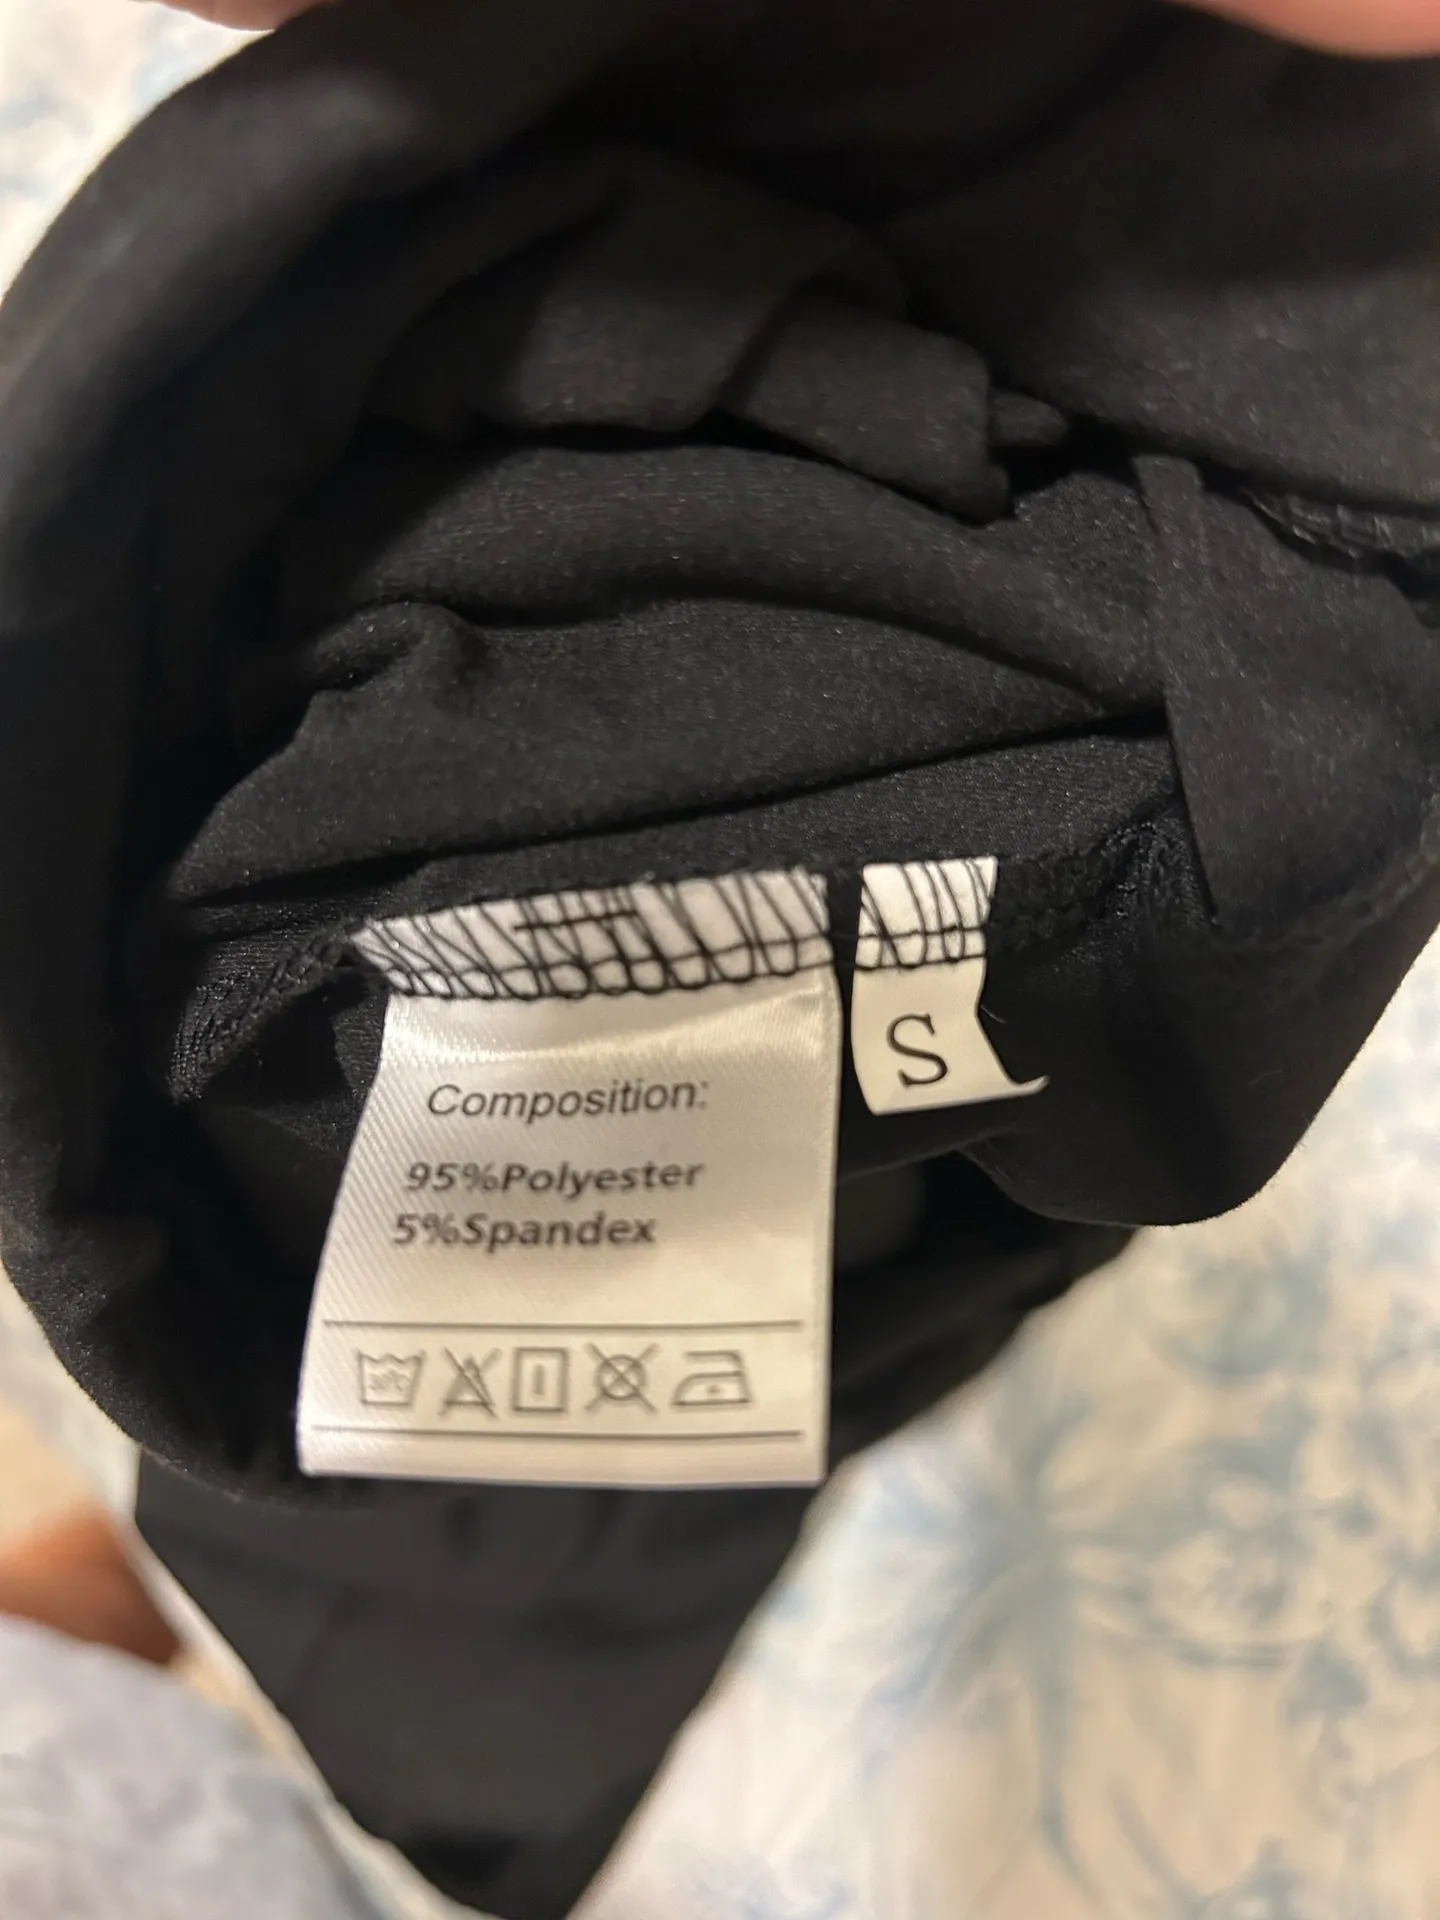 Composition:
95%Polyester
5%Spandex
S